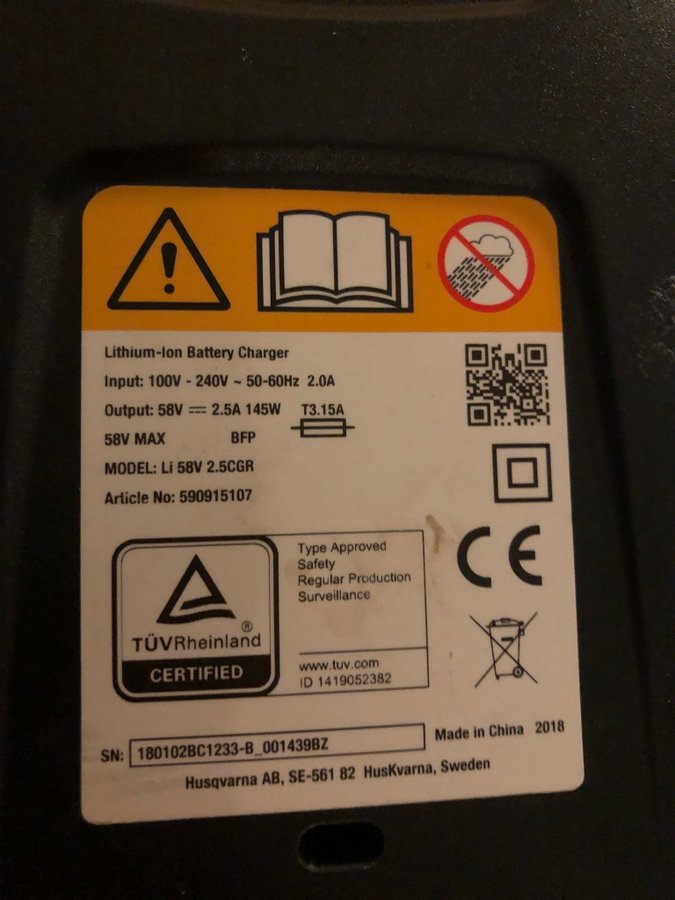 Lithium-Ion Battery Charger
Input: 100V - 240V ~ 50-60Hz 2.0A
Output: 58V ⎓ 2.5A 145W T3.15A
58V MAX BFP
MODEL: Li 58V 2.5CGR
Article No: 590915107
CE
Type Approved
Safety
Regular Production
Surveillance
®
TÜVRheinland
CERTIFIED
www.tuv.com
ID 1419052382
Made in China 2018
SN: 180102BC1233-B_001439BZ
Husqvarna AB, SE-561 82 HusKvarna, Sweden